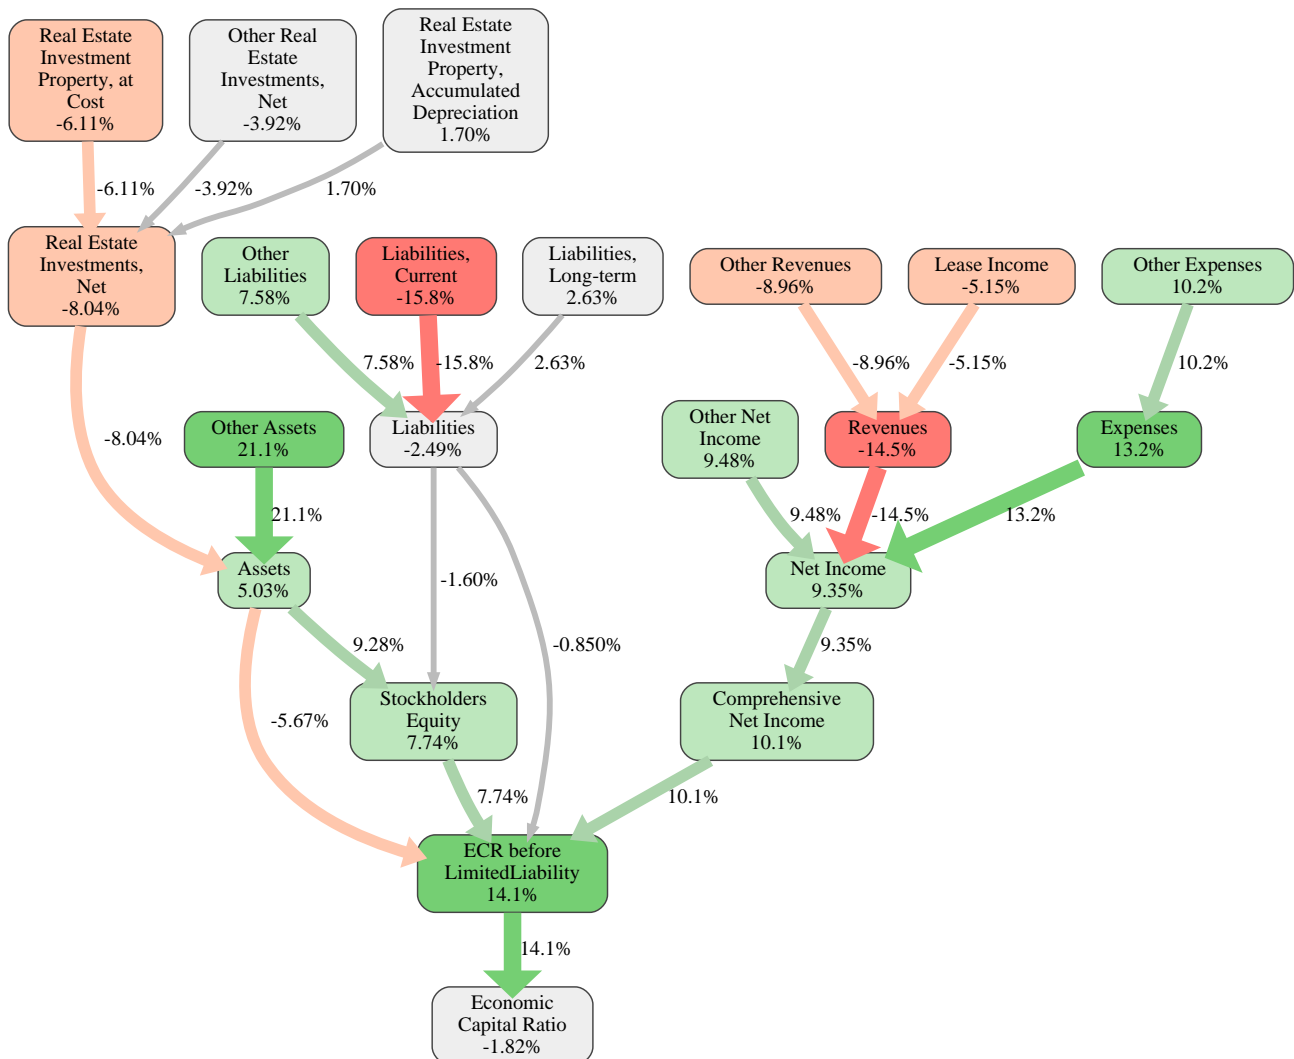 Real Estate
Investment
Property, at
Cost
-6.11%
Other Real
Estate
Investments,
Net
-3.92%
Real Estate
Investment
Property,
Accumulated
Depreciation
1.70%
-6.11%
-3.92%
1.70%
Real Estate
Investments,
Net
-8.04%
Other
Liabilities
7.58%
Liabilities,
Current
-15.8%
Liabilities,
Long-term
2.63%
Other Revenues
-8.96%
Lease Income
-5.15%
Other Expenses
10.2%
7.58%
-15.8%
2.63%
-8.96%
-5.15%
10.2%
-8.04%
Other Assets
21.1%
Liabilities
-2.49%
Other Net
Income
9.48%
Revenues
-14.5%
Expenses
13.2%
21.1%
9.48%
-14.5%
13.2%
Assets
5.03%
-1.60%
Net Income
9.35%
9.28%
-0.850%
9.35%
-5.67%
Stockholders
Equity
7.74%
Comprehensive
Net Income
10.1%
7.74%
10.1%
ECR before
LimitedLiability
14.1%
14.1%
Economic
Capital Ratio
-1.82%